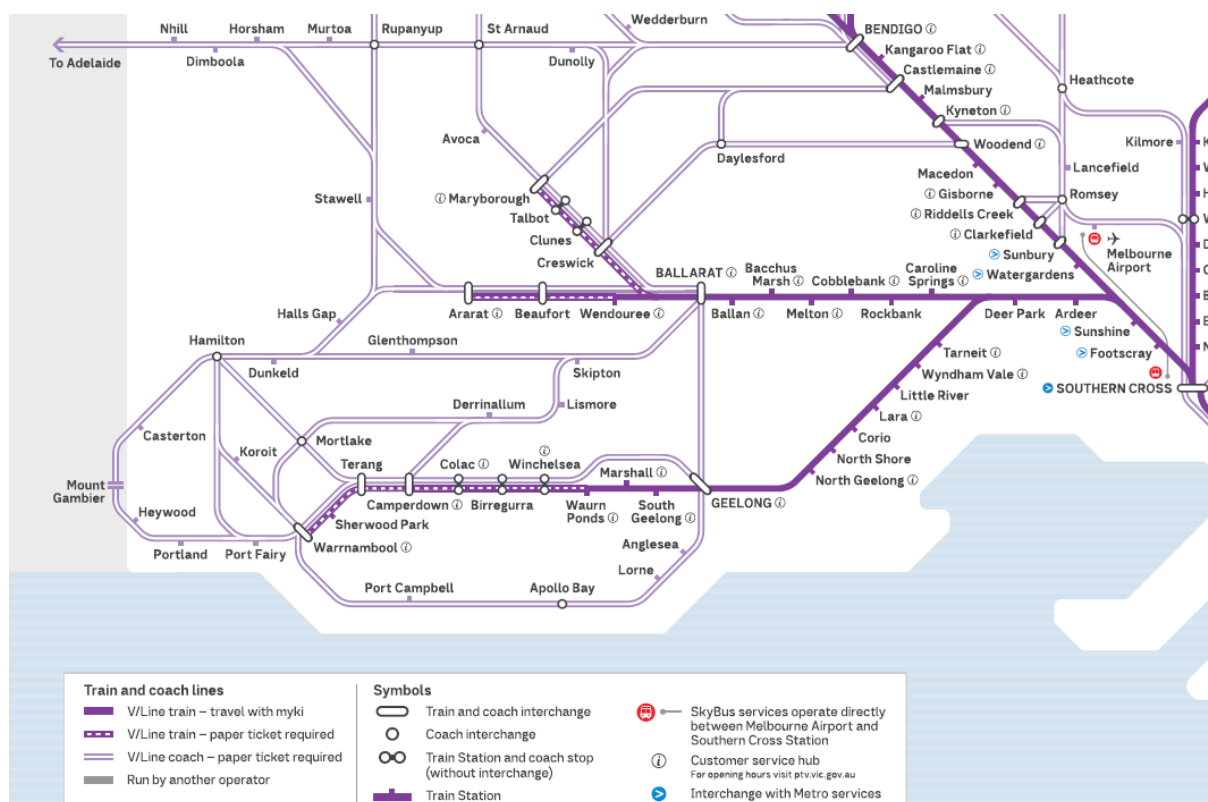 Wedderburn
Nhill
Horsham
Murtoa
Rupanyup
St Arnaud
BENDIGO
Kangaroo Flat
To Adelaide
Dimboola
Dunolly
Castlemaine
Heathcote
Malmsbury
Kyneton
Avoca
Kilmore
Daylesford
Woodend
Macedon
Lancefield
Stawell
Maryborough
Gisborne
Romsey
Talbot
Riddells Creek
Clunes
Clarkefield
Creswick
Sunbury
Melbourne
Airport
Watergardens
BALLARAT
Bacchus
Marsh
Cobblebank
Caroline
Springs
Halls Gap
Ararat
Beaufort
Wendouree
Ballan
Melton
Rockbank
Deer Park
Ardeer
Sunshine
Footscray
Hamilton
Glenthompson
Dunkeld
Skipton
Tarneit
Wyndham Vale
SOUTHERN CROSS
Little River
Derrinallum
Lismore
Lara
Casterton
Koroit
Mortlake
Corio
Terang
Colac
Winchelsea
Marshall
North Shore
North Geelong
Mount
Gambier
Camperdown
Birregurra
Waurn
Ponds
South
Geelong
GEELONG
Heywood
Sherwood Park
Portland
Port Fairy
Warrnambool
Anglesea
Lorne
Port Campbell
Apollo Bay
Train and coach lines
V/Line train – travel with myki
V/Line train – paper ticket required
V/Line coach – paper ticket required
Run by another operator
Symbols
Train and coach interchange
Coach interchange
Train Station and coach stop
(without interchange)
Train Station
SkyBus services operate directly
between Melbourne Airport and
Southern Cross Station
Customer service hub
For opening hours visit ptv.vic.gov.au
Interchange with Metro services